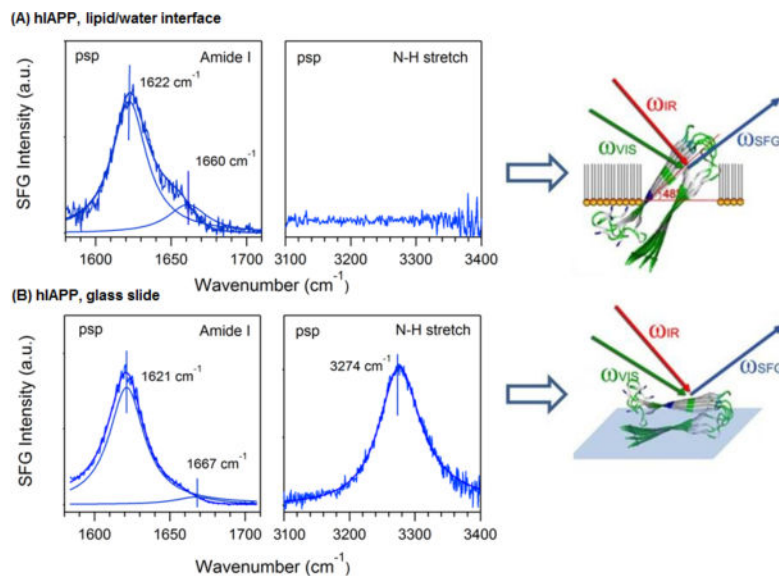 (A) hIAPP, lipid/water interface
psp Amide I
1622 cm⁻¹
1660 cm⁻¹
SFG Intensity (a.u.)
1600 1650 1700
psp N-H stretch
3100 3200 3300 3400
Wavenumber (cm⁻¹)
ωIR
ωVIS
ωSFG
(B) hIAPP, glass slide
psp Amide I
1621 cm⁻¹
1667 cm⁻¹
SFG Intensity (a.u.)
1600 1650 1700
psp N-H stretch
3274 cm⁻¹
3100 3200 3300 3400
Wavenumber (cm⁻¹)
ωIR
ωVIS
ωSFG